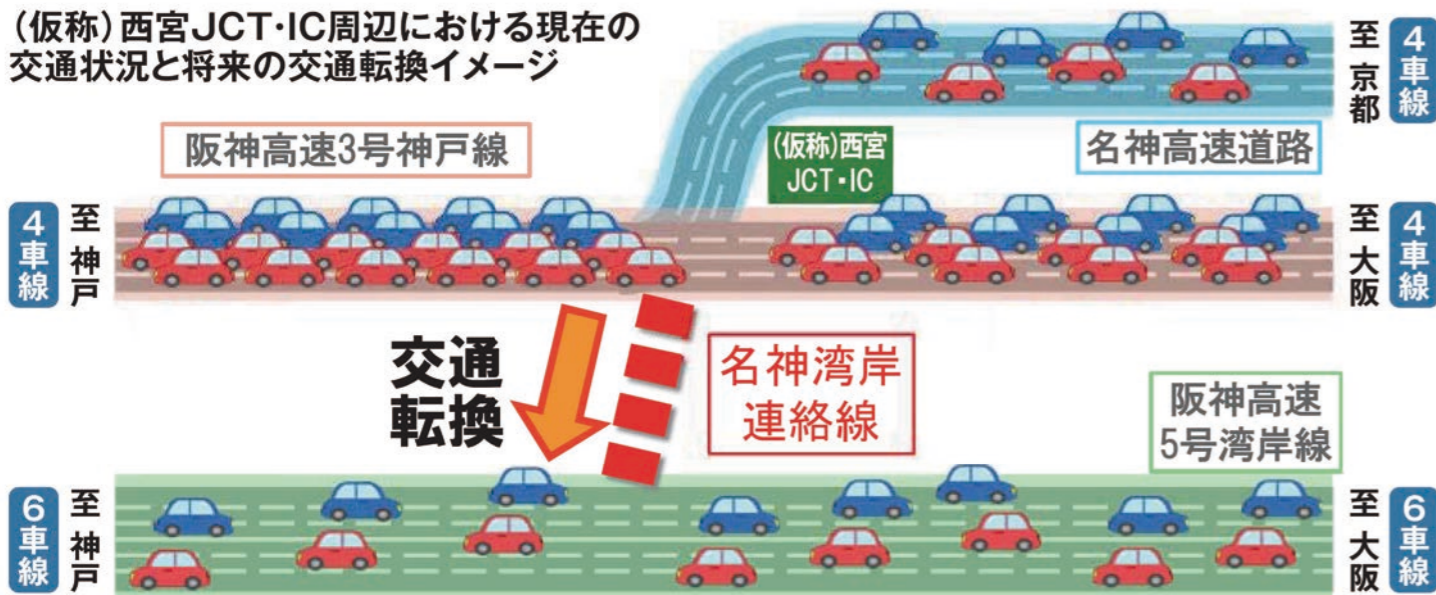 (仮称)西宮JCT・IC周辺における現在の
交通状況と将来の交通転換イメージ
至京都
4車線
阪神高速3号神戸線
(仮称)西宮
JCT・IC
名神高速道路
4車線
至神戸
至大阪
4車線
交通
転換
名神湾岸
連絡線
阪神高速
5号湾岸線
6車線
至神戸
至大阪
6車線